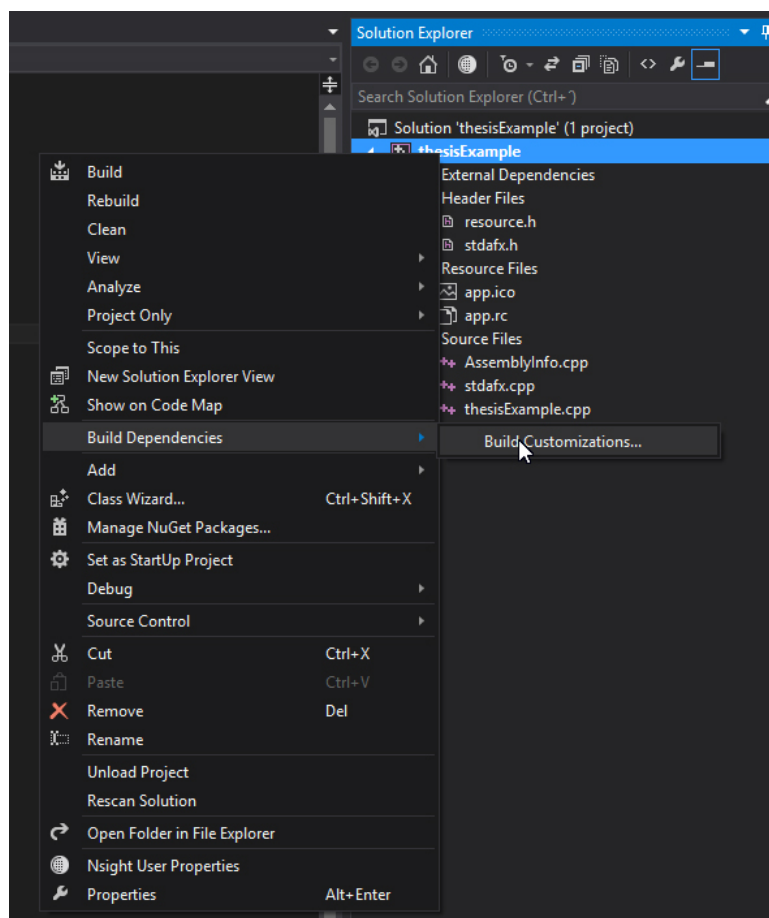 Solution Explorer
Search Solution Explorer (Ctrl+´)
Solution 'thesisExample' (1 project)
thesisExample
External Dependencies
Header Files
resource.h
stdafx.h
Resource Files
app.ico
app.rc
Source Files
AssemblyInfo.cpp
stdafx.cpp
thesisExample.cpp
Build
Rebuild
Clean
View
Analyze
Project Only
Scope to This
New Solution Explorer View
Show on Code Map
Build Dependencies
Build Customizations...
Add
Class Wizard... Ctrl+Shift+X
Manage NuGet Packages...
Set as StartUp Project
Debug
Source Control
Cut Ctrl+X
Paste Ctrl+V
Remove Del
Rename
Unload Project
Rescan Solution
Open Folder in File Explorer
Nsight User Properties
Properties Alt+Enter